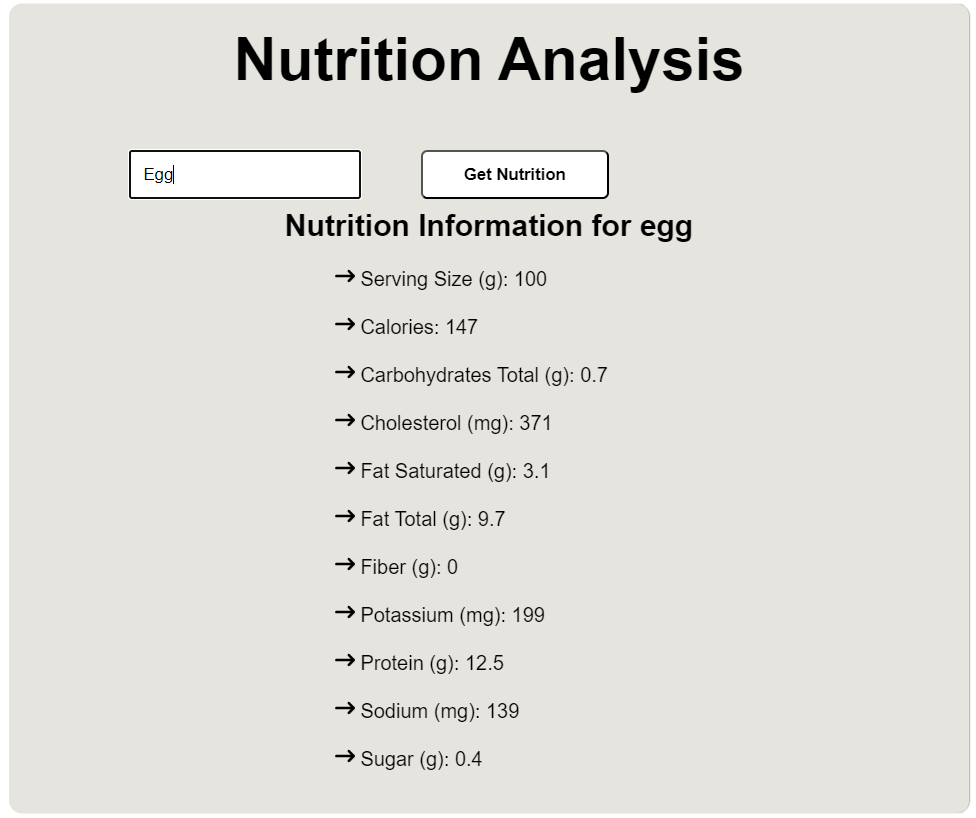 Nutrition Analysis
Egg
Get Nutrition
Nutrition Information for egg
→ Serving Size (g): 100
→ Calories: 147
→ Carbohydrates Total (g): 0.7
→ Cholesterol (mg): 371
→ Fat Saturated (g): 3.1
→ Fat Total (g): 9.7
→ Fiber (g): 0
→ Potassium (mg): 199
→ Protein (g): 12.5
→ Sodium (mg): 139
→ Sugar (g): 0.4